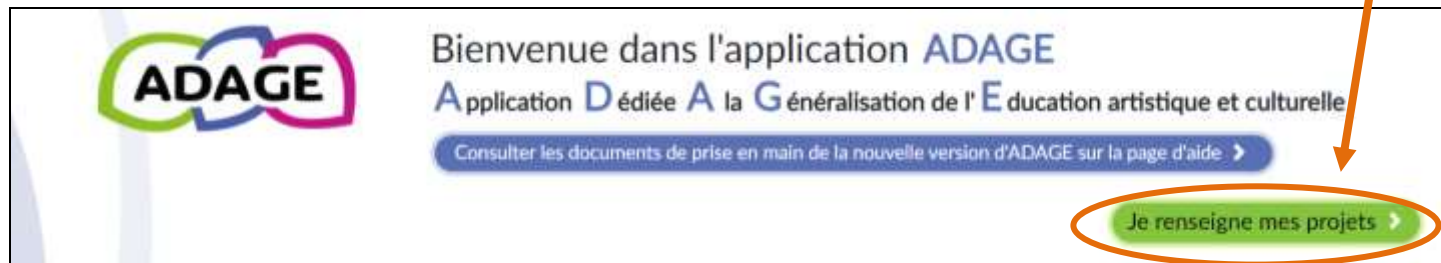 ADAGE
Bienvenue dans l'application ADAGE
Application Dédiée A la Généralisation de l'Education artistique et culturelle
Consulter les documents de prise en main de la nouvelle version d'ADAGE sur la page d'aide >
Je renseigne mes projets >